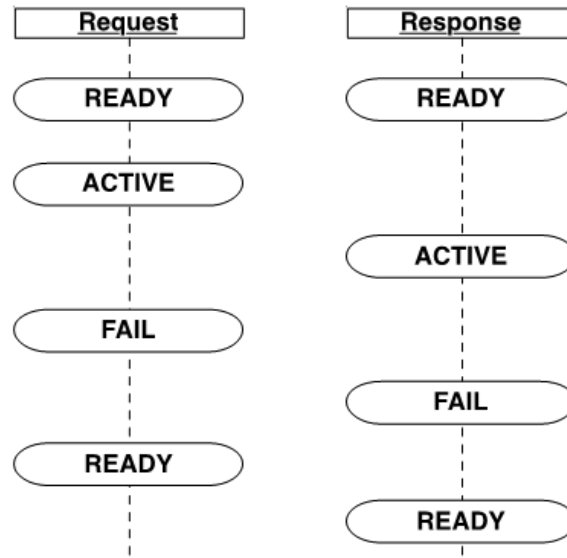 Request
Response
READY
READY
ACTIVE
ACTIVE
FAIL
FAIL
READY
READY